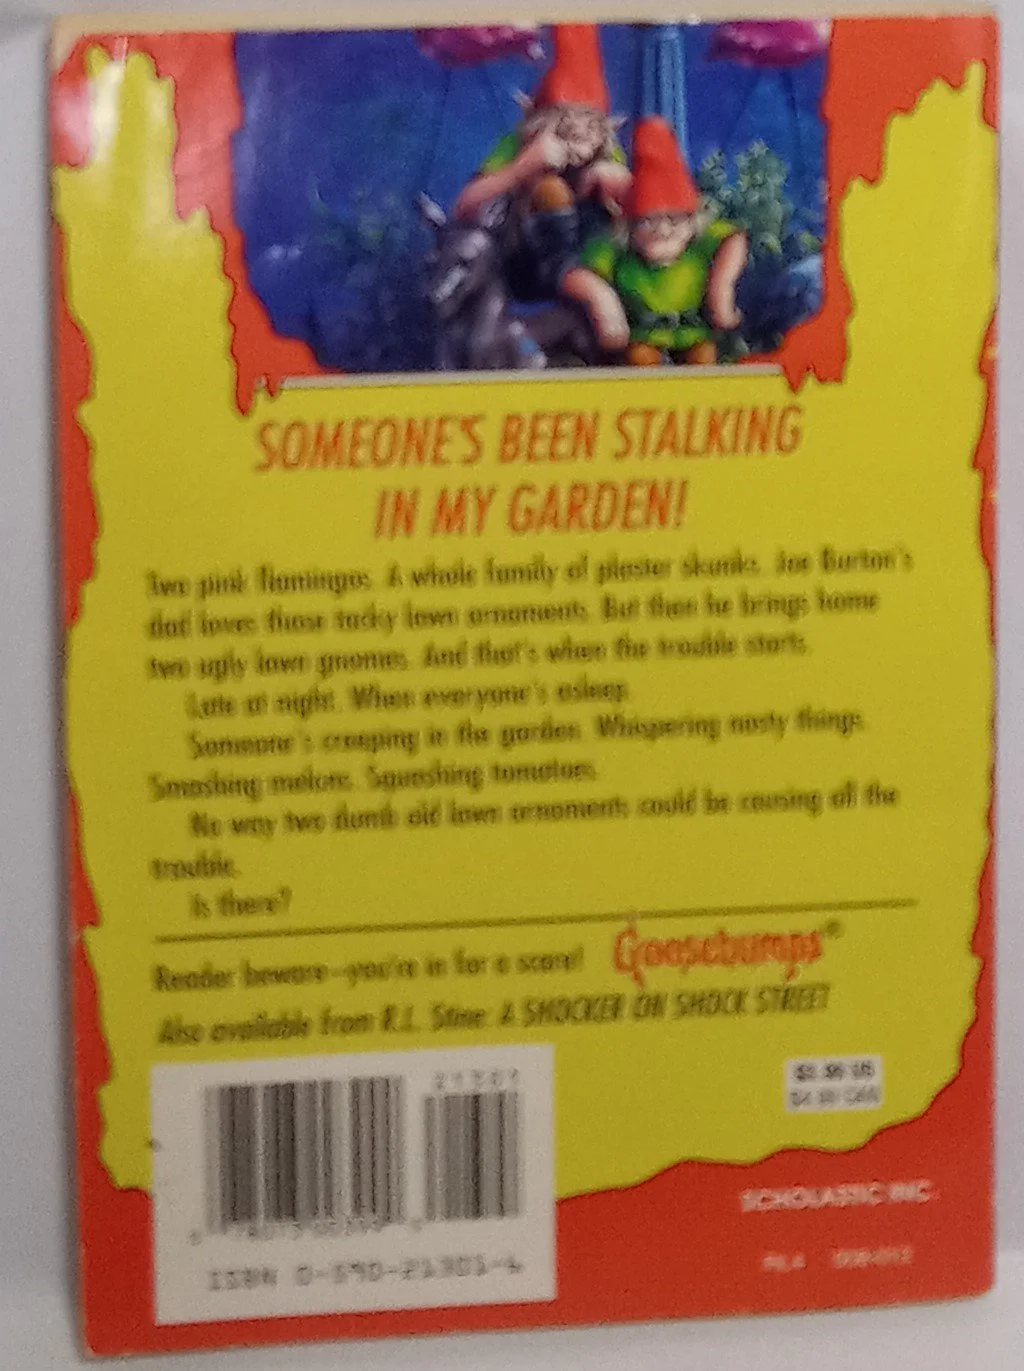 SOMEONE'S BEEN STALKING
IN MY GARDEN!
Two pink flamingos. A whole family of plaster skunks. Joe Burton's
dad loves those tacky lawn ornaments. But then he brings home
two ugly lawn gnomes. And that's when the trouble starts.
Late at night. When everyone's asleep.
Someone's creeping in the garden. Whispering nasty things.
Smashing melons. Squashing tomatoes.
No way two dumb old lawn ornaments could be causing all the
trouble.
Is there?
Reader beware—you're in for a scare! Goosebumps®
Also available from R.L. Stine: A SHOCKER ON SHOCK STREET
21301
ISBN 0-590-21301-6
SCHOLASTIC INC.